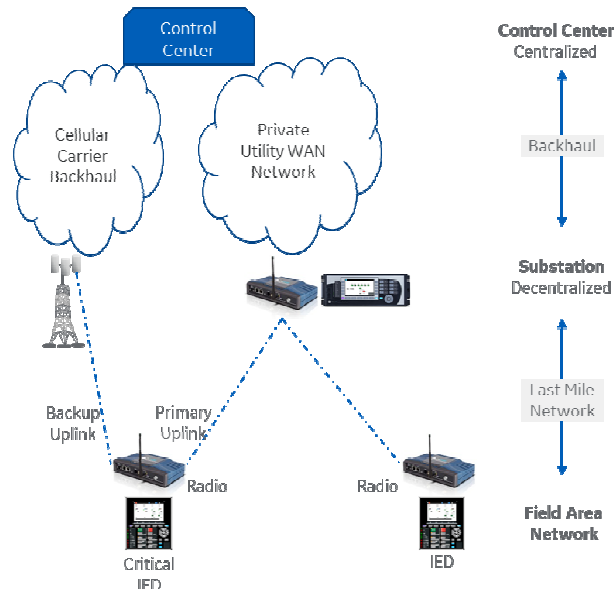 Control
Center
Control Center
Centralized
Cellular
Carrier
Backhaul
Private
Utility WAN
Network
Backhaul
Substation
Decentralized
Last Mile
Network
Backup
Uplink
Primary
Uplink
Radio
Radio
Field Area
Network
Critical
IED
IED